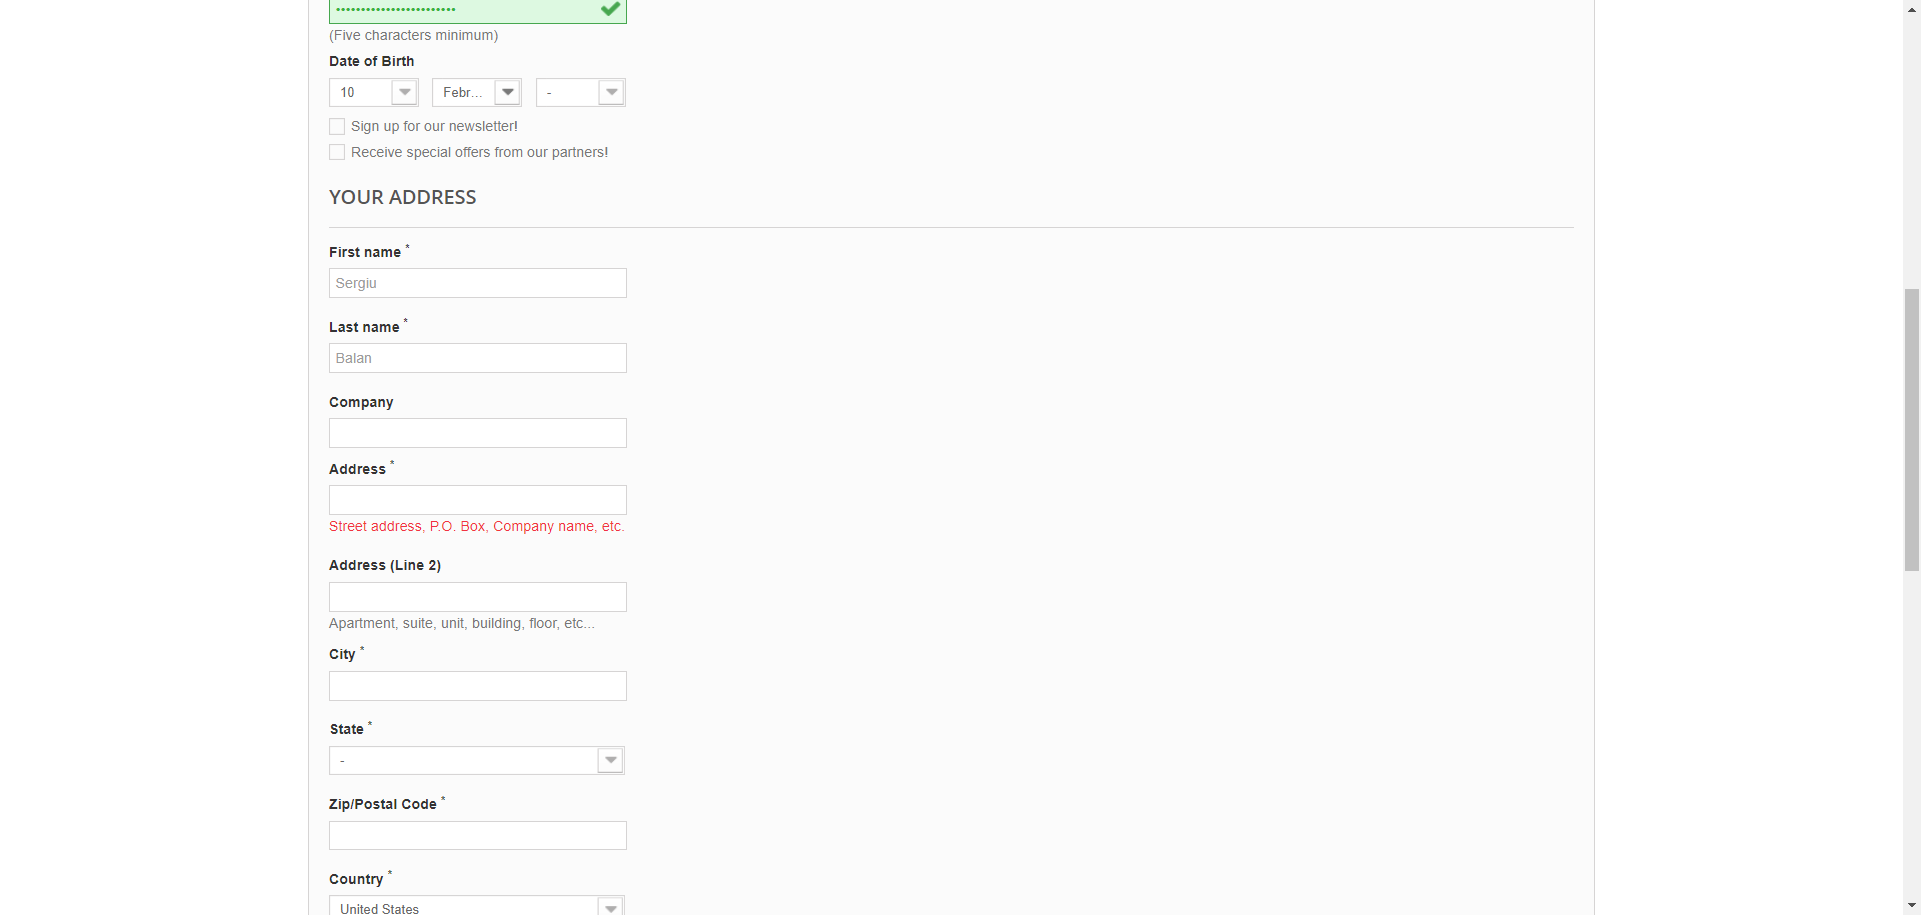 (Five characters minimum)
Date of Birth
10 Febr... -
Sign up for our newsletter!
Receive special offers from our partners!
YOUR ADDRESS
First name *
Sergiu
Last name *
Balan
Company
Address *
Street address, P.O. Box, Company name, etc.
Address (Line 2)
Apartment, suite, unit, building, floor, etc...
City *
State *
-
Zip/Postal Code *
Country *
United States